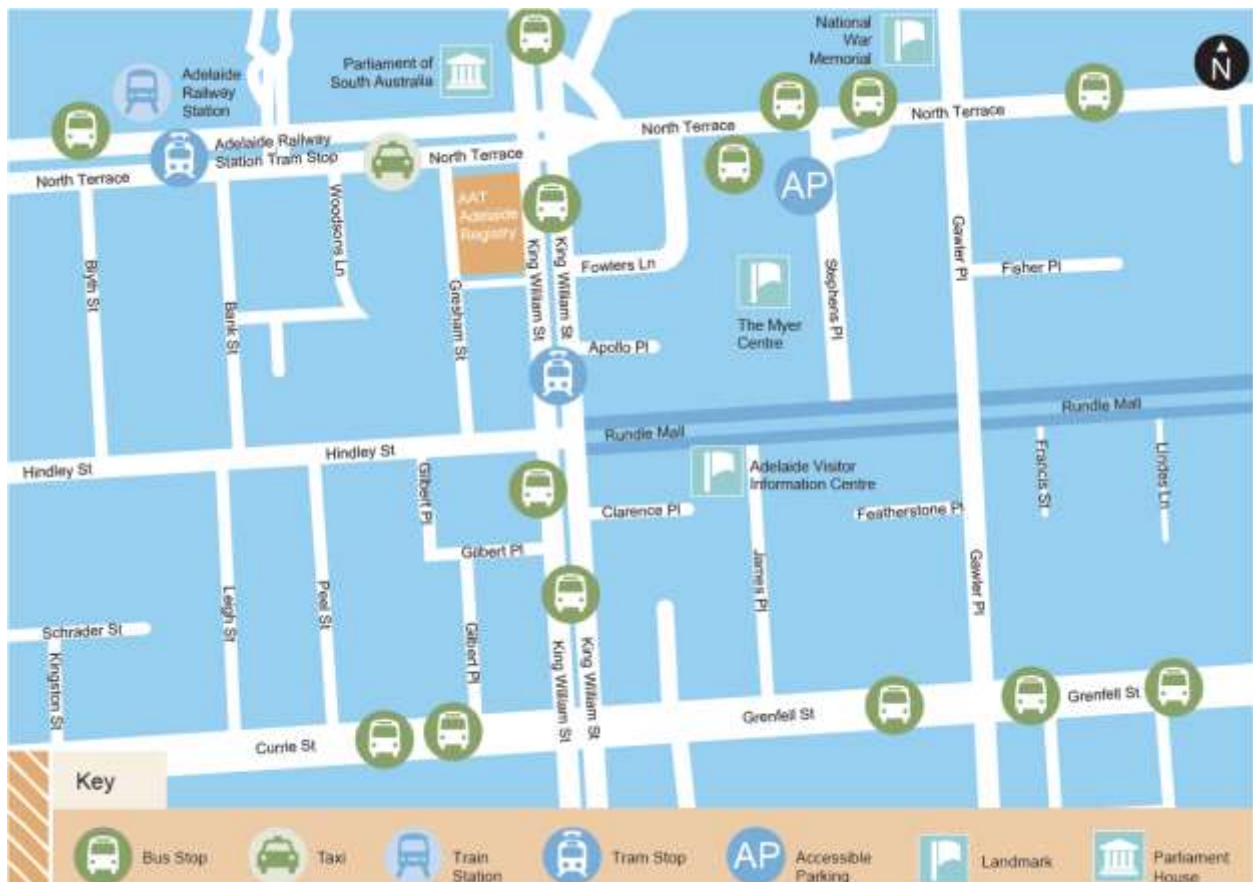 National
War
Memorial
N
Parliament of
South Australia
Adelaide
Railway
Station
Adelaide Railway
Station Tram Stop
North Terrace
North Terrace
North Terrace
North Terrace
AP
AAT
Adelaide
Registry
Woodsons Ln
Blyth St
Bank St
Gresham St
King William St
King William St
Fowlers Ln
Stephens Pl
Gawler Pl
Fisher Pl
The Myer
Centre
Apollo Pl
Rundle Mall
Rundle Mall
Hindley St
Hindley St
Gilbert Pl
Adelaide Visitor
Information Centre
Clarence Pl
Featherstone Pl
Francis St
Lindes Ln
Gilbert Pl
Leigh St
Peel St
Gilbert Pl
James Pl
Gawler Pl
Schrader St
Kingston St
King William St
King William St
Grenfell St
Grenfell St
Currie St
Key
Bus Stop
Taxi
Train
Station
Tram Stop
AP
Accessible
Parking
Landmark
Parliament
House